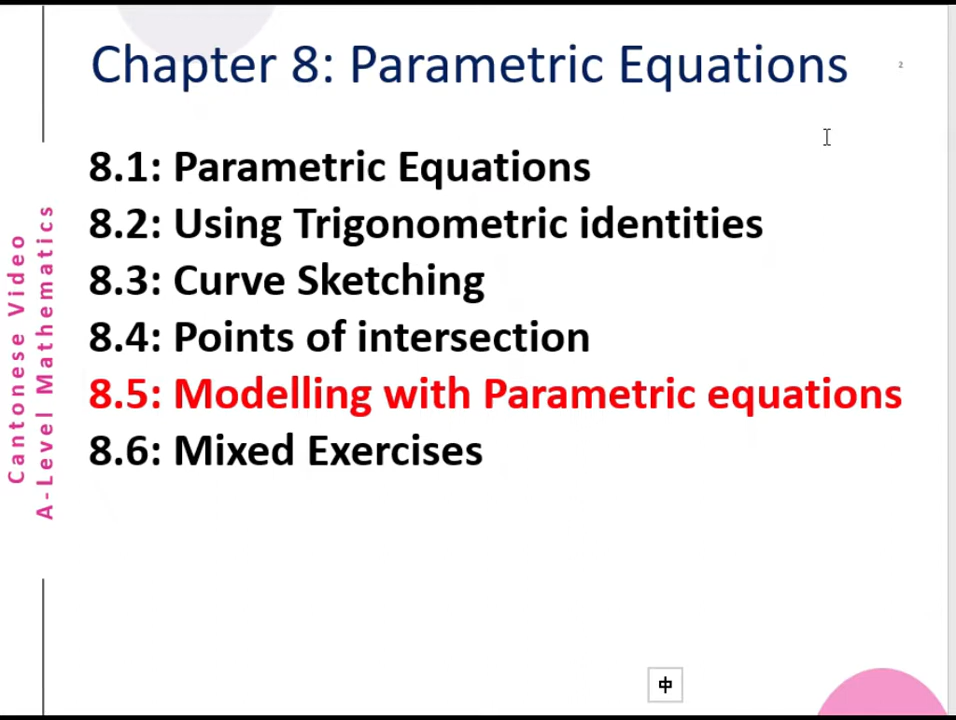 Chapter 8: Parametric Equations
2
8.1: Parametric Equations
8.2: Using Trigonometric identities
8.3: Curve Sketching
8.4: Points of intersection
8.5: Modelling with Parametric equations
8.6: Mixed Exercises
Cantonese Video
A-Level Mathematics
中